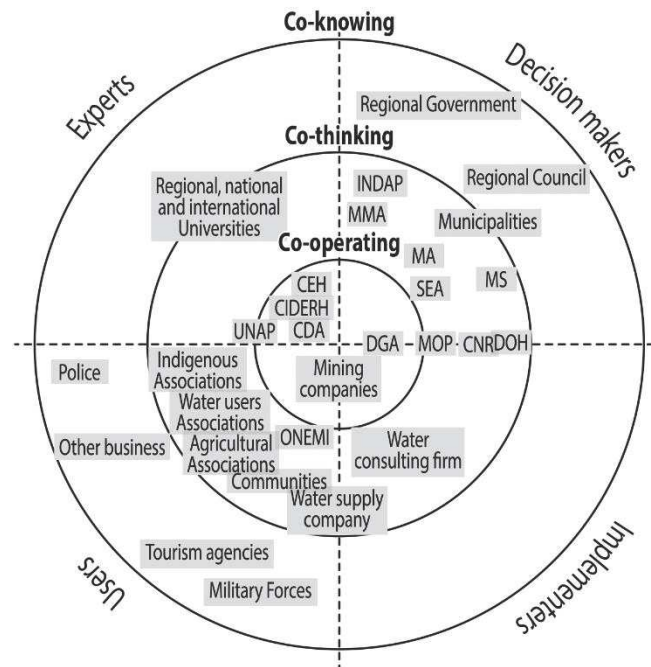 Co-knowing
Experts
Decision makers
Regional Government
Co-thinking
Regional, national
and international
Universities
INDAP
MMA
Regional Council
Municipalities
Co-operating
MA
SEA
MS
CEH
CIDERH
UNAP
CDA
DGA
MOP
CNR
DOH
Police
Indigenous
Associations
Mining
companies
Water users
Associations
Other business
Agricultural
Associations
ONEMI
Water
consulting firm
Communities
Water supply
company
Tourism agencies
Military Forces
Users
Implementers